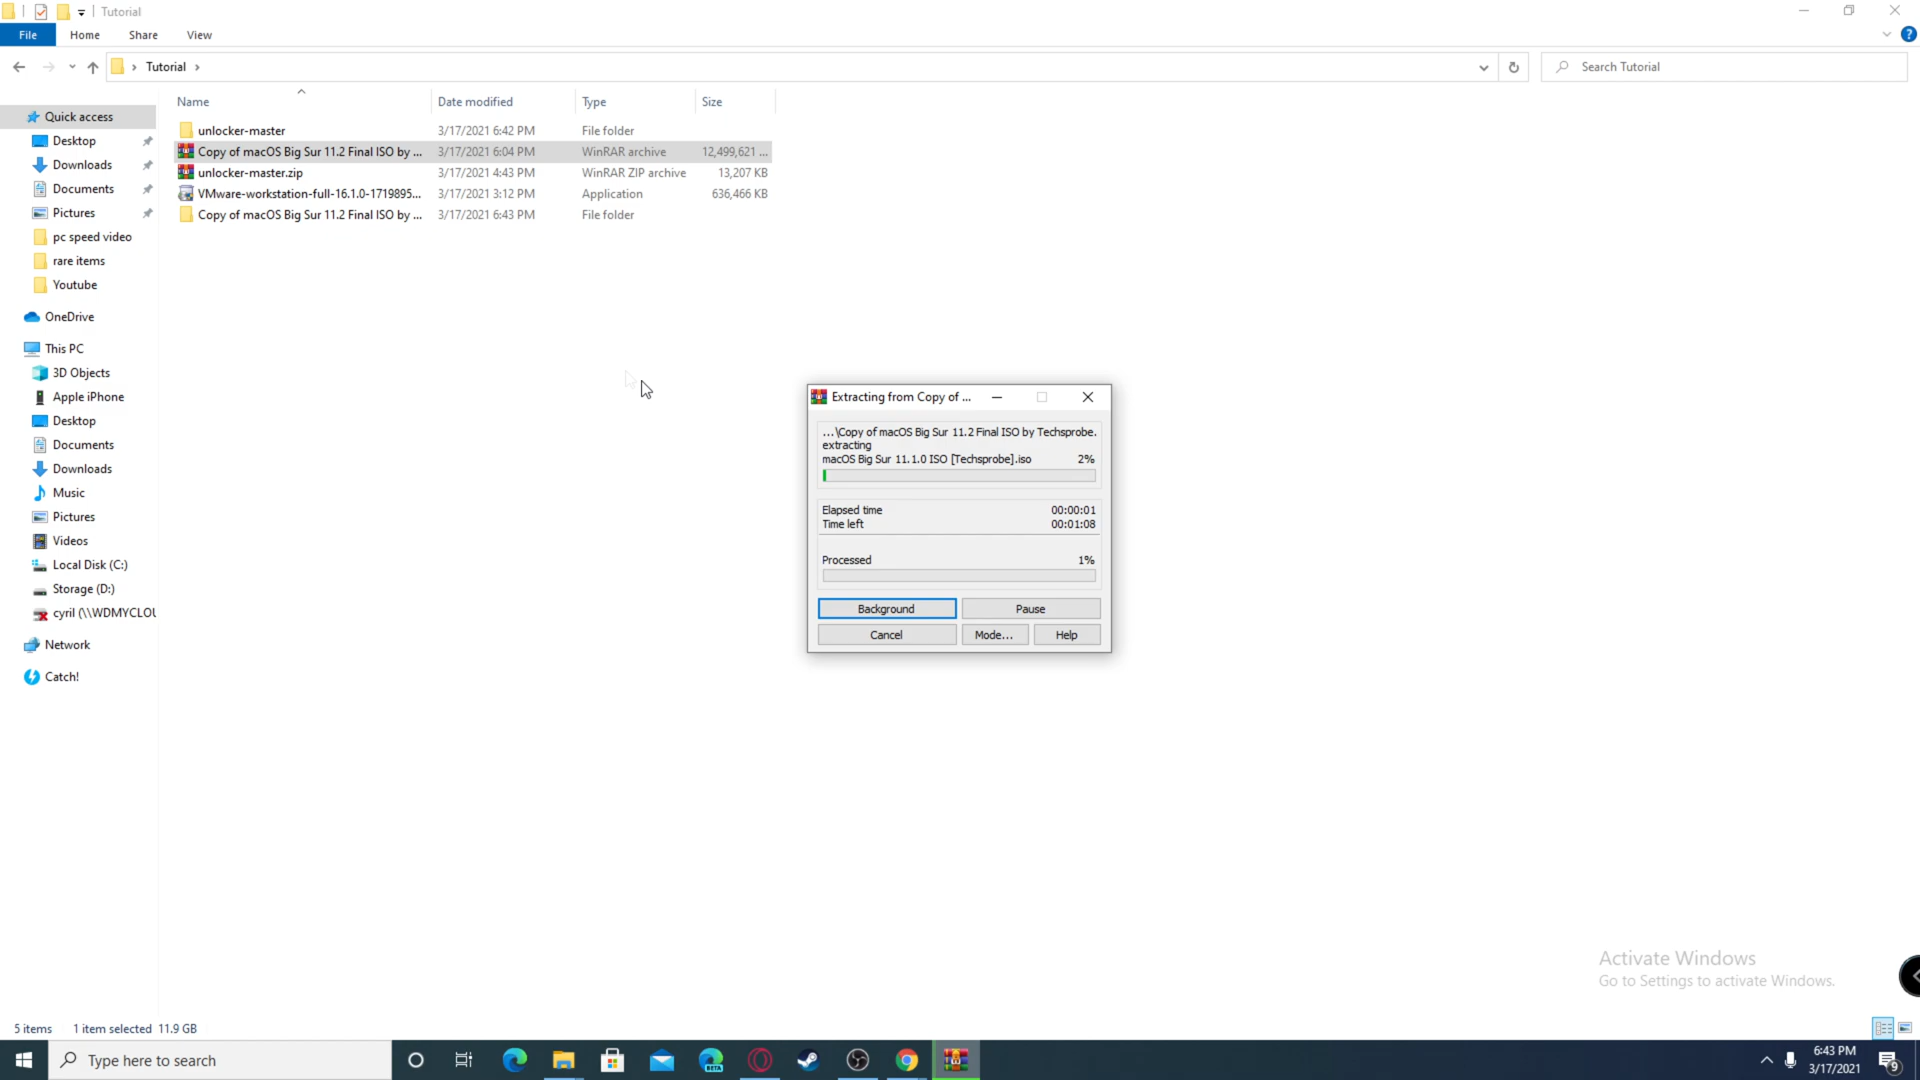 Tutorial
File Home Share View
Tutorial
Search Tutorial
Name Date modified Type Size
unlocker-master 3/17/2021 6:42 PM File folder
Copy of macOS Big Sur 11.2 Final ISO by ... 3/17/2021 6:04 PM WinRAR archive 12,499,621 ...
unlocker-master.zip 3/17/2021 4:43 PM WinRAR ZIP archive 13,207 KB
VMware-workstation-full-16.1.0-1719895... 3/17/2021 3:12 PM Application 636,466 KB
Copy of macOS Big Sur 11.2 Final ISO by ... 3/17/2021 6:43 PM File folder
Quick access
Desktop
Downloads
Documents
Pictures
pc speed video
rare items
Youtube
OneDrive
This PC
3D Objects
Apple iPhone
Desktop
Documents
Downloads
Music
Pictures
Videos
Local Disk (C:)
Storage (D:)
cyril (\\WDMYCLOU
Network
Catch!
Extracting from Copy of ...
...\Copy of macOS Big Sur 11.2 Final ISO by Techsprobe.
extracting
macOS Big Sur 11.1.0 ISO [Techsprobe].iso 2%
Elapsed time 00:00:01
Time left 00:01:08
Processed 1%
Background Pause
Cancel Mode... Help
Activate Windows
Go to Settings to activate Windows.
5 items 1 item selected 11.9 GB
Type here to search
BETA
6:43 PM
3/17/2021
9